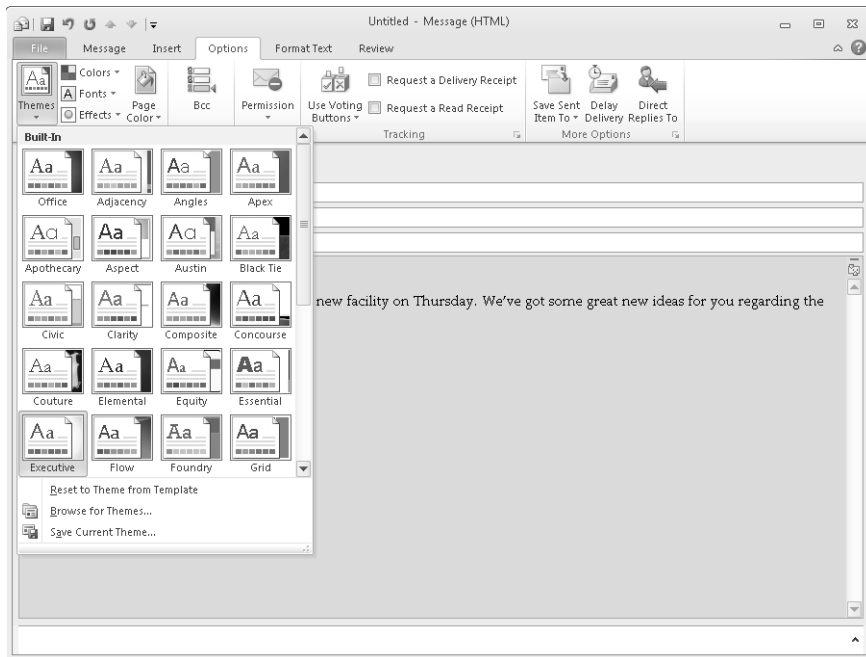 Untitled - Message (HTML)
File Message Insert Options Format Text Review
Themes
Colors
Fonts
Effects
Page Color
Bcc
Permission
Use Voting Buttons
Request a Delivery Receipt
Request a Read Receipt
Tracking
Save Sent Item To
Delay Delivery
Direct Replies To
More Options
Built-In
Office Adjacency Angles Apex
Apothecary Aspect Austin Black Tie
Civic Clarity Composite Concourse
Couture Elemental Equity Essential
Executive Flow Foundry Grid
Reset to Theme from Template
Browse for Themes...
Save Current Theme...
new facility on Thursday. We've got some great new ideas for you regarding the